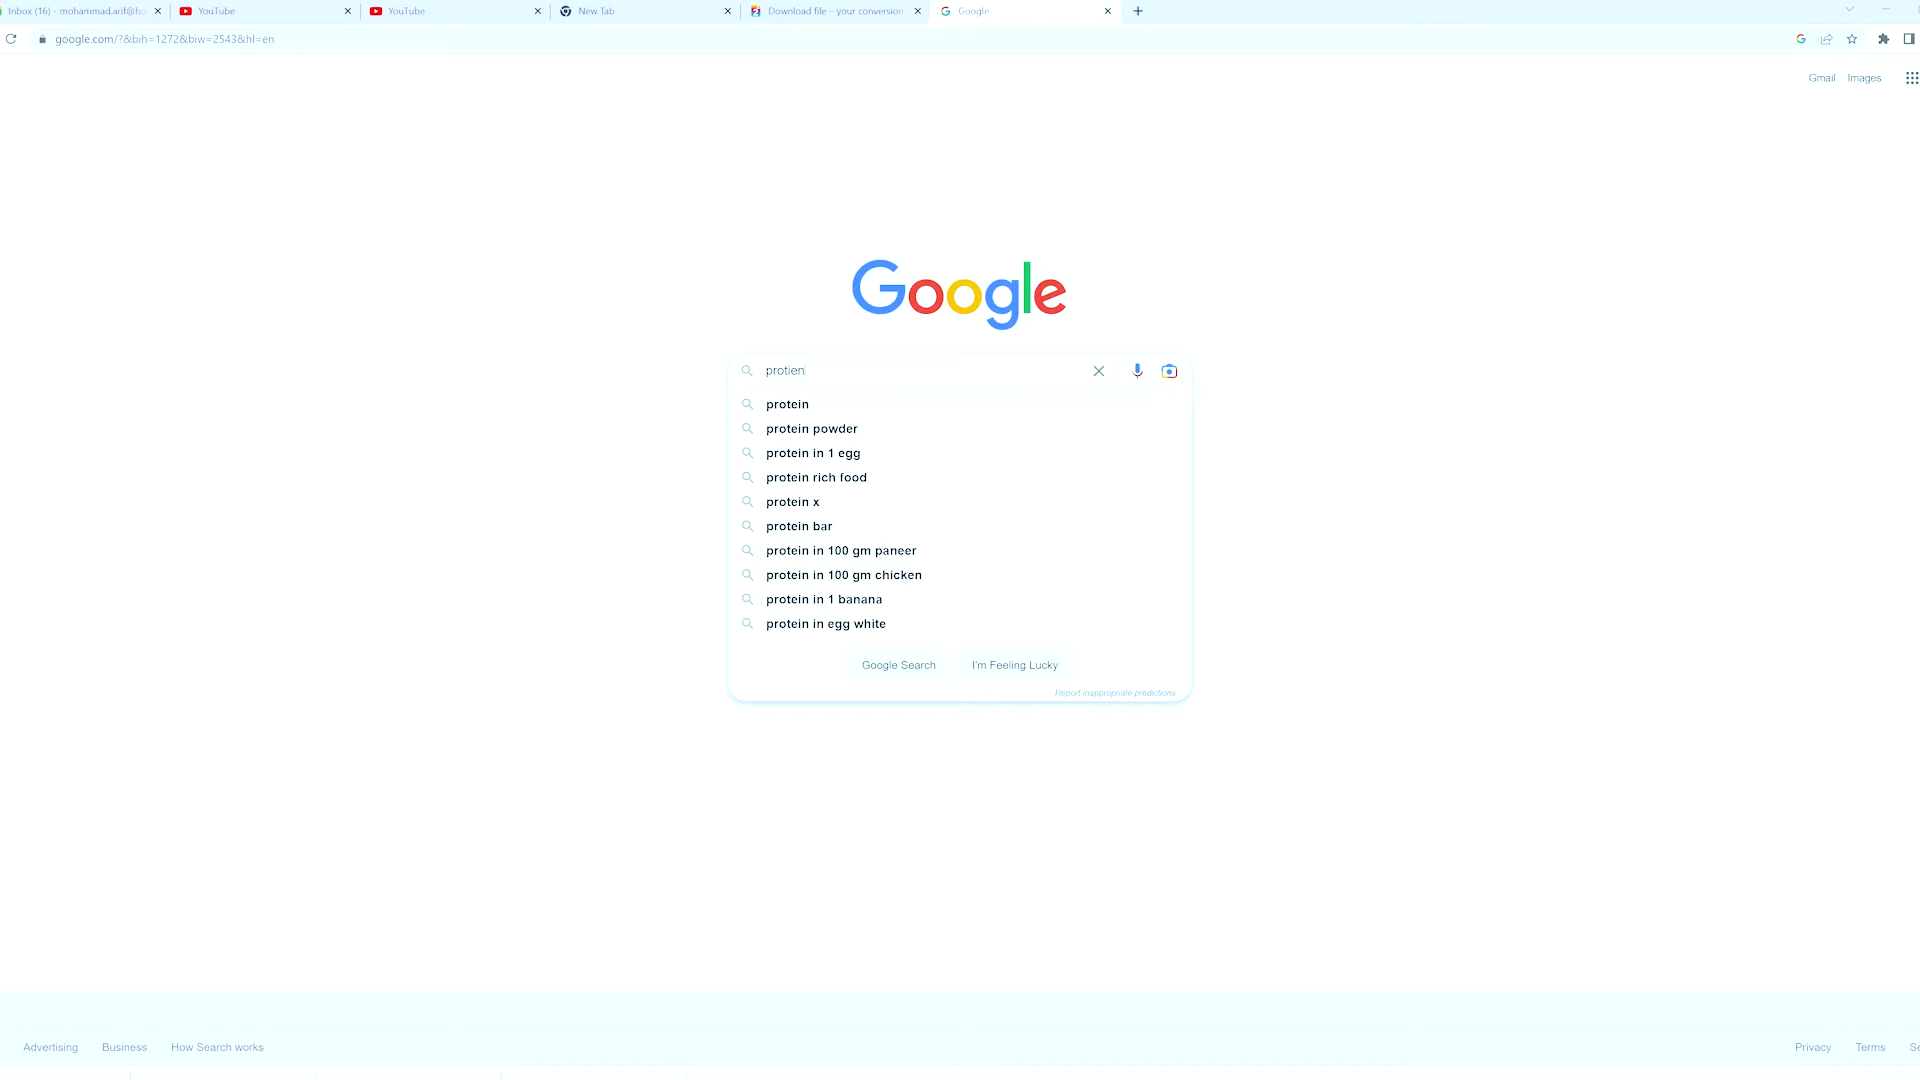 Inbox (16) - mohammad.arif@h
YouTube
YouTube
New Tab
Download file – your conversion
Google
google.com/?&bih=1272&biw=2543&hl=en
Gmail
Images
Google
protien
protein
protein powder
protein in 1 egg
protein rich food
protein x
protein bar
protein in 100 gm paneer
protein in 100 gm chicken
protein in 1 banana
protein in egg white
Google Search
I'm Feeling Lucky
Report inappropriate predictions
Advertising
Business
How Search works
Privacy
Terms